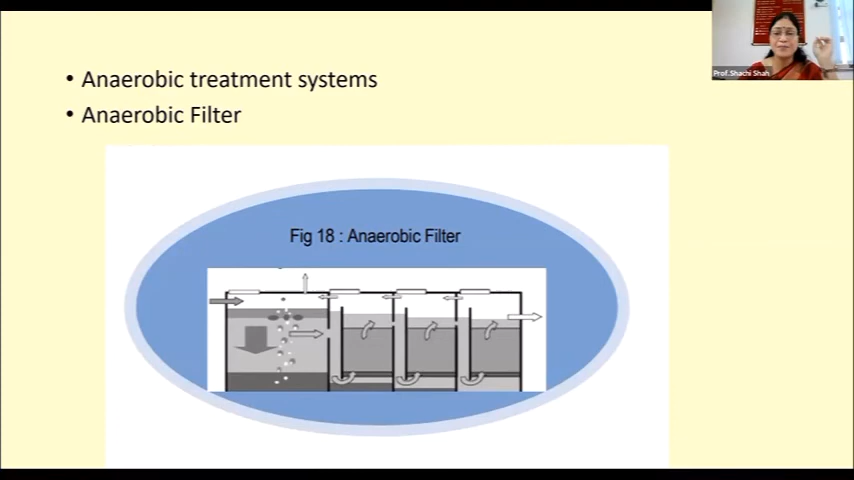 • Anaerobic treatment systems
• Anaerobic Filter
Fig 18 : Anaerobic Filter
Prof.Shachi Shah